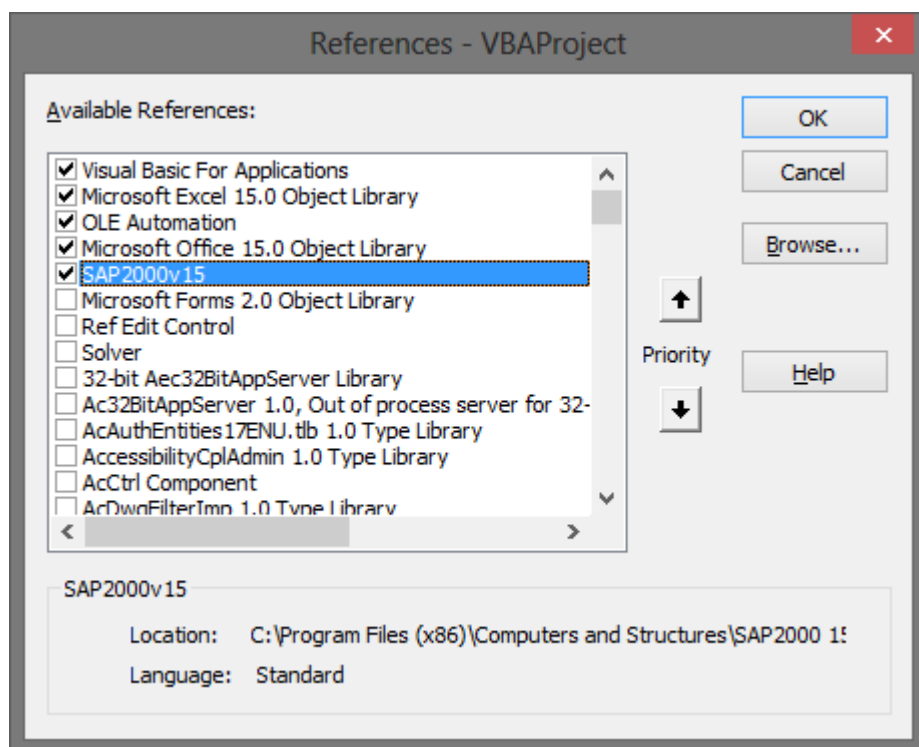 References - VBAProject
Available References:
OK
Visual Basic For Applications
Cancel
Microsoft Excel 15.0 Object Library
OLE Automation
Microsoft Office 15.0 Object Library
Browse...
SAP2000v15
Microsoft Forms 2.0 Object Library
Ref Edit Control
Solver
Priority
32-bit Aec32BitAppServer Library
Help
Ac32BitAppServer 1.0, Out of process server for 32-
AcAuthEntities17ENU.tlb 1.0 Type Library
AccessibilityCplAdmin 1.0 Type Library
AcCtrl Component
AcDwgFilterImp 1.0 Type Library
SAP2000v15
Location: C:\Program Files (x86)\Computers and Structures\SAP2000 15
Language: Standard